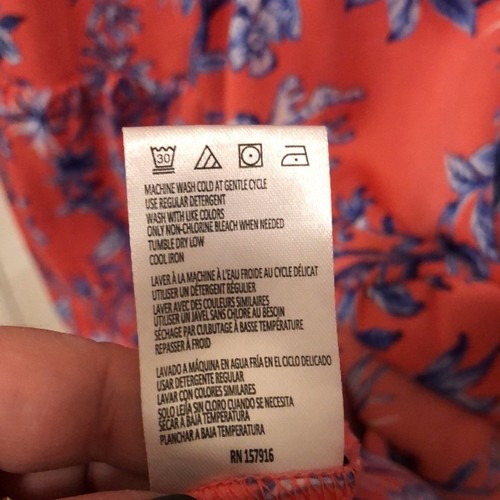 30
MACHINE WASH COLD AT GENTLE CYCLE
USE REGULAR DETERGENT
WASH WITH LIKE COLORS
ONLY NON-CHLORINE BLEACH WHEN NEEDED
TUMBLE DRY LOW
COOL IRON
LAVER À LA MACHINE À L'EAU FROIDE AU CYCLE DÉLICAT
UTILISER UN DÉTERGENT RÉGULIER
LAVER AVEC DES COULEURS SIMILAIRES
UTILISER UN JAVEL SANS CHLORE AU BESOIN
SÉCHAGE PAR CULBUTAGE À BASSE TEMPÉRATURE
REPASSER À FROID
LAVADO A MÁQUINA EN AGUA FRÍA EN EL CICLO DELICADO
USAR DETERGENTE REGULAR
LAVAR CON COLORES SIMILARES
SOLO LEJÍA SIN CLORO CUANDO SE NECESITA
SECAR A BAJA TEMPERATURA
PLANCHAR A BAJA TEMPERATURA
RN 157916